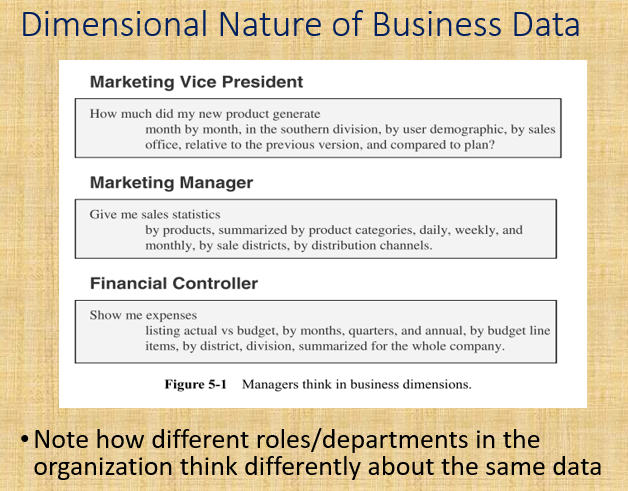 Dimensional Nature of Business Data
Marketing Vice President
How much did my new product generate
month by month, in the southern division, by user demographic, by sales
office, relative to the previous version, and compared to plan?
Marketing Manager
Give me sales statistics
by products, summarized by product categories, daily, weekly, and
monthly, by sale districts, by distribution channels.
Financial Controller
Show me expenses
listing actual vs budget, by months, quarters, and annual, by budget line
items, by district, division, summarized for the whole company.
Figure 5-1 Managers think in business dimensions.
• Note how different roles/departments in the
organization think differently about the same data